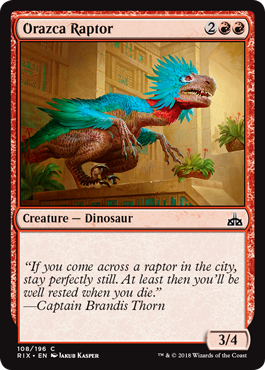 Orazca Raptor 2
Creature — Dinosaur
“If you come across a raptor in the city,
stay perfectly still. At least then you’ll be
well rested when you die.”
—Captain Brandis Thorn
3/4
108/196 C
RIX • EN Jakub Kasper
™ & © 2018 Wizards of the Coast